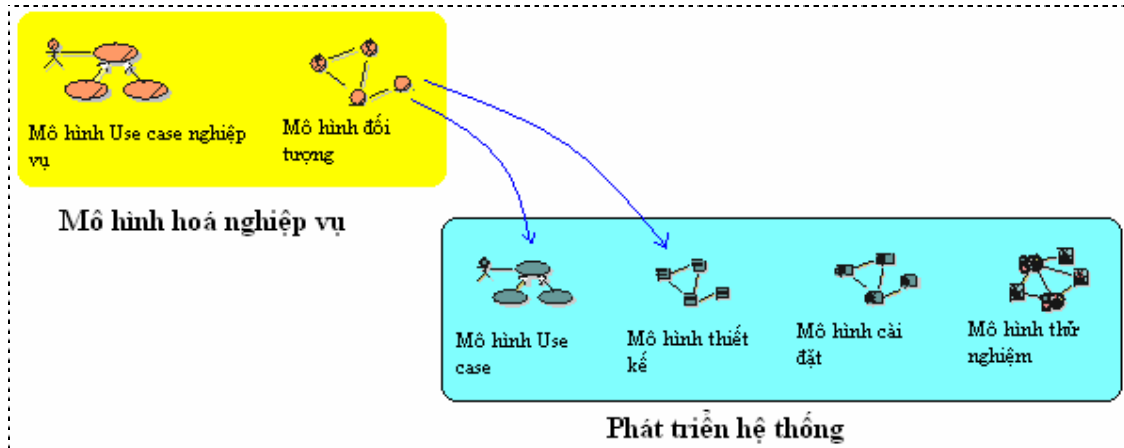 Mô hình Use case nghiệp
vụ
Mô hình đối
tượng
Mô hình hoá nghiệp vụ
Mô hình Use
case
Mô hình thiết
kế
Mô hình cài
đặt
Mô hình thử
nghiệm
Phát triển hệ thống